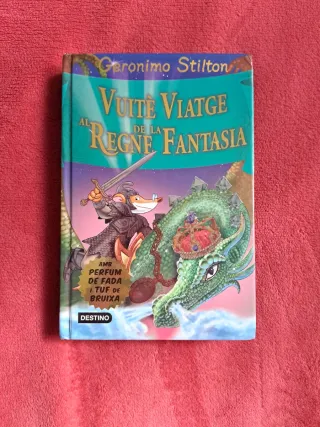 Geronimo Stilton
VUITÈ VIATGE
AL REGNE DE LA FANTASIA
AMB
PERFUM
DE FADA
I TUF DE
BRUIXA
DESTINO